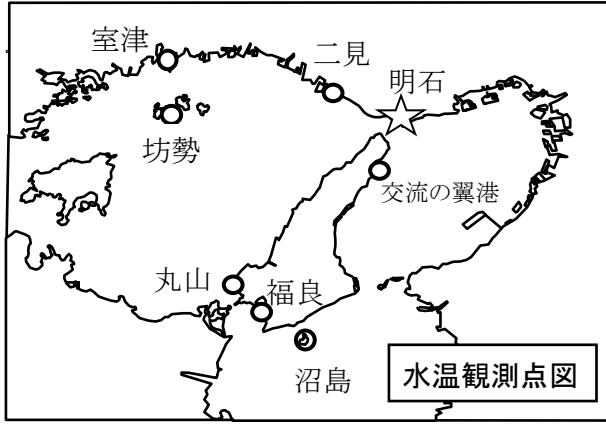 室津
二見
明石
坊勢
交流の翼港
丸山
福良
沼島
水温観測点図